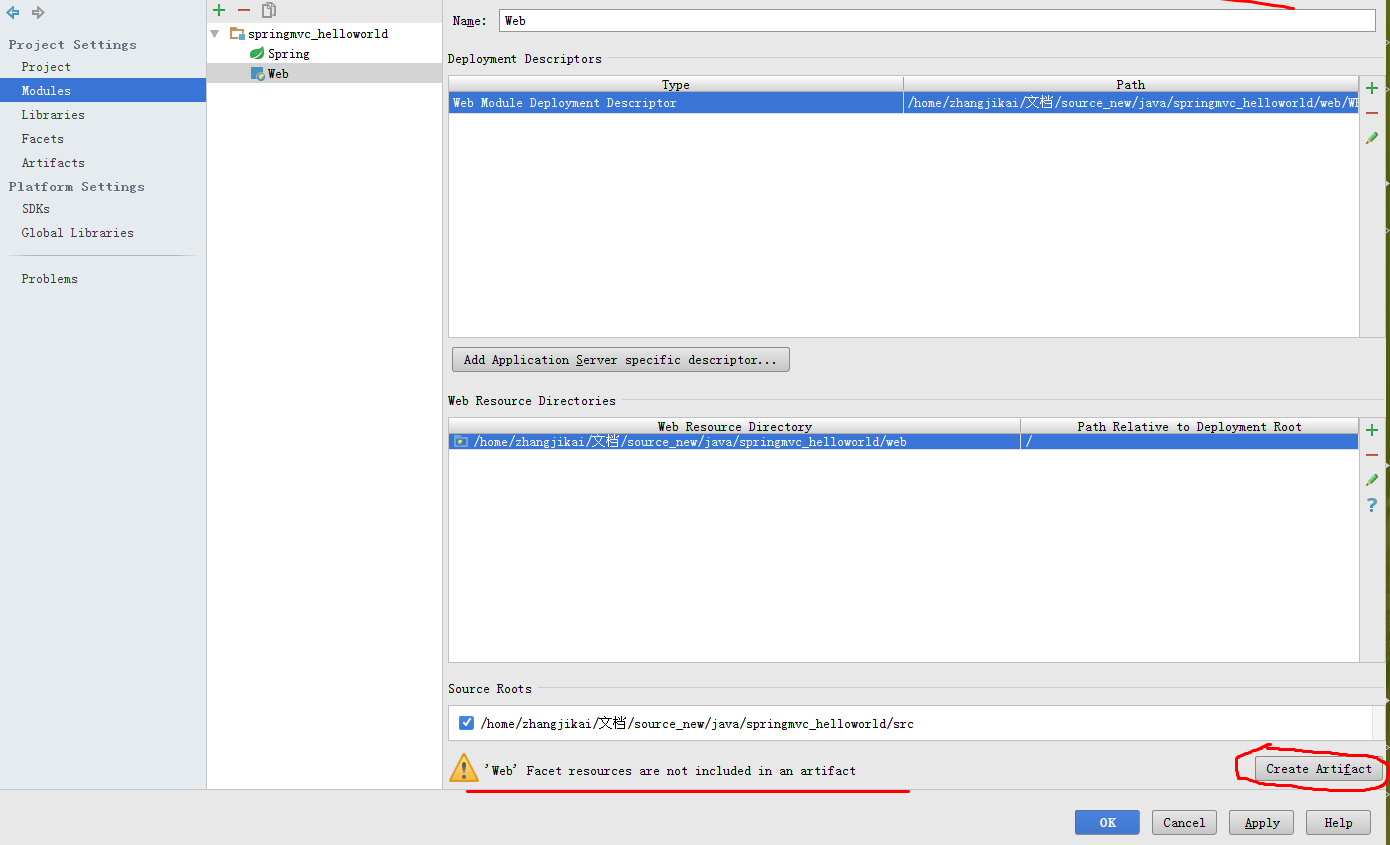 Project Settings
Project
Modules
Libraries
Facets
Artifacts
Platform Settings
SDKs
Global Libraries
Problems
springmvc_helloworld
Spring
Web
Name: Web
Deployment Descriptors
Type Path
Web Module Deployment Descriptor /home/zhangjikai/文档/source_new/java/springmvc_helloworld/web/WE
Add Application Server specific descriptor...
Web Resource Directories
Web Resource Directory Path Relative to Deployment Root
/home/zhangjikai/文档/source_new/java/springmvc_helloworld/web /
Source Roots
/home/zhangjikai/文档/source_new/java/springmvc_helloworld/src
'Web' Facet resources are not included in an artifact
Create Artifact
OK Cancel Apply Help